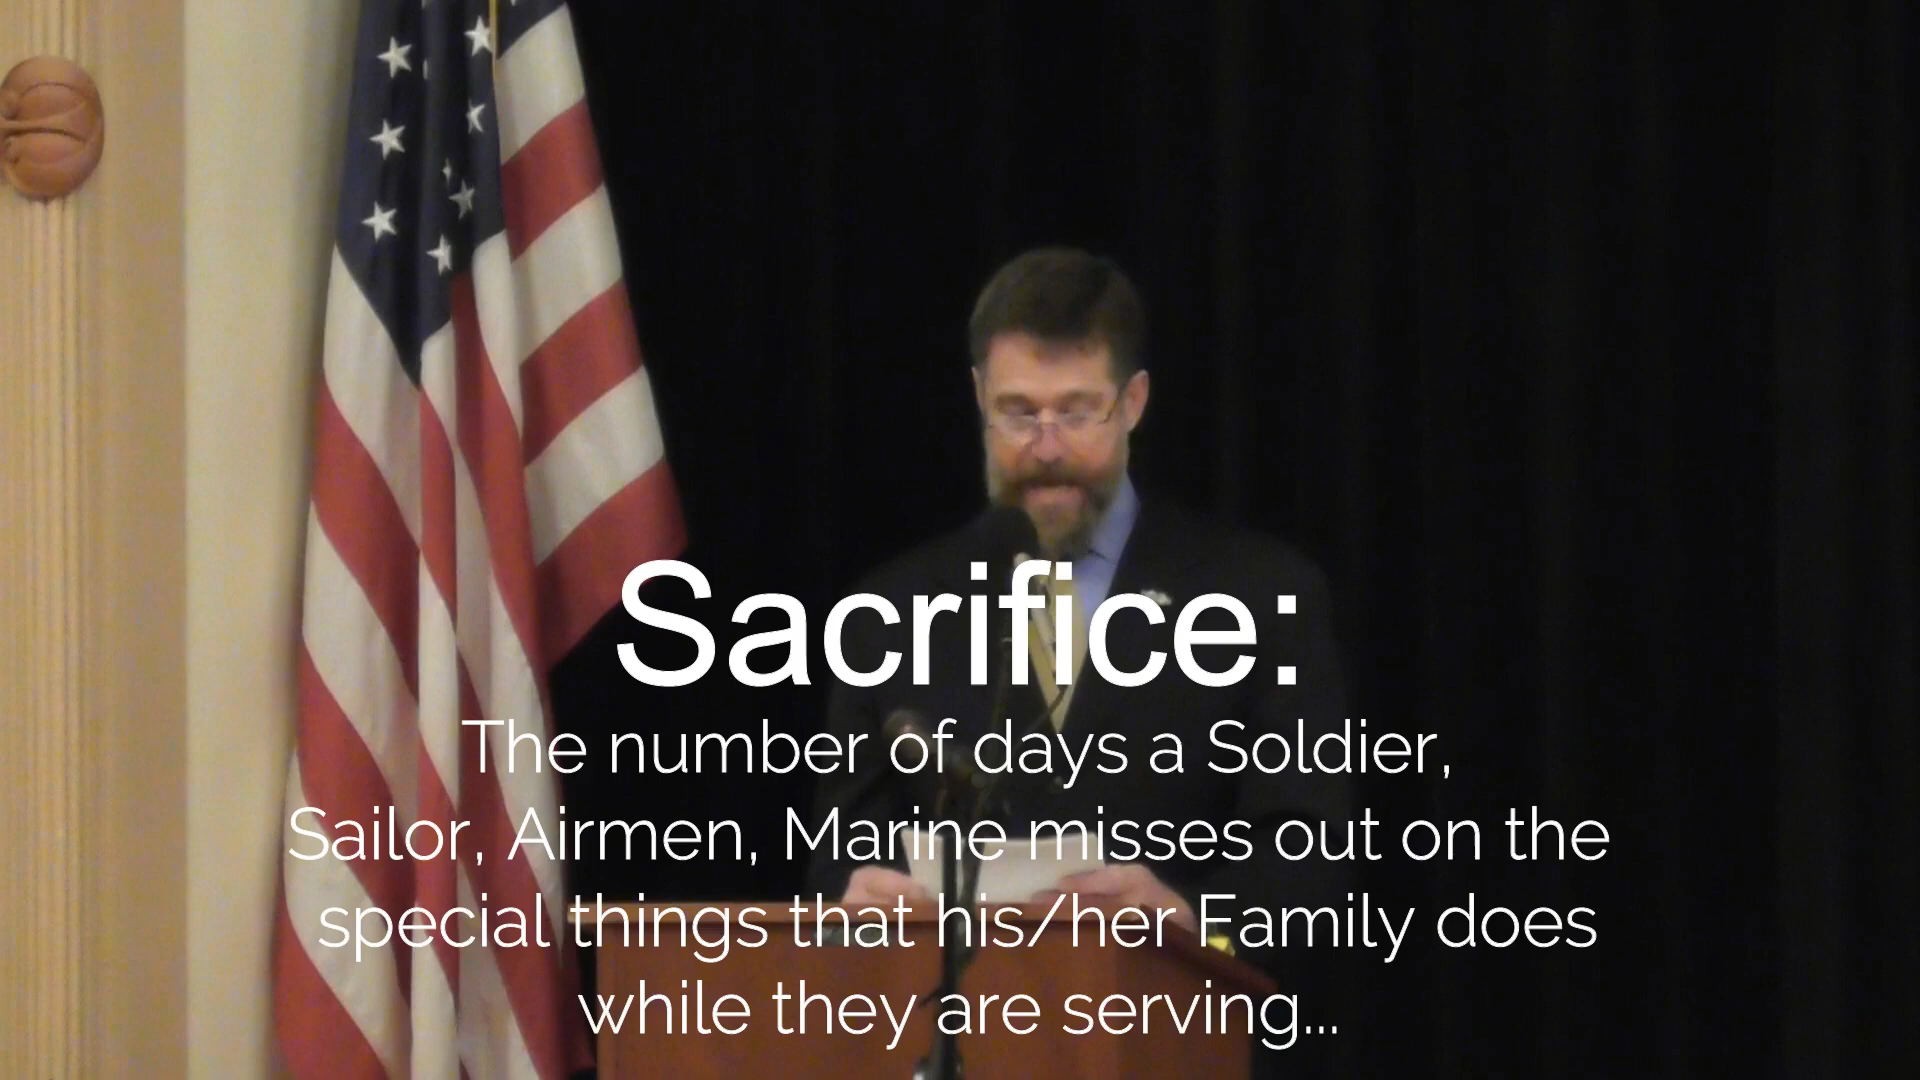 Sacrifice:
The number of days a Soldier,
Sailor, Airmen, Marine misses out on the
special things that his/her Family does
while they are serving...